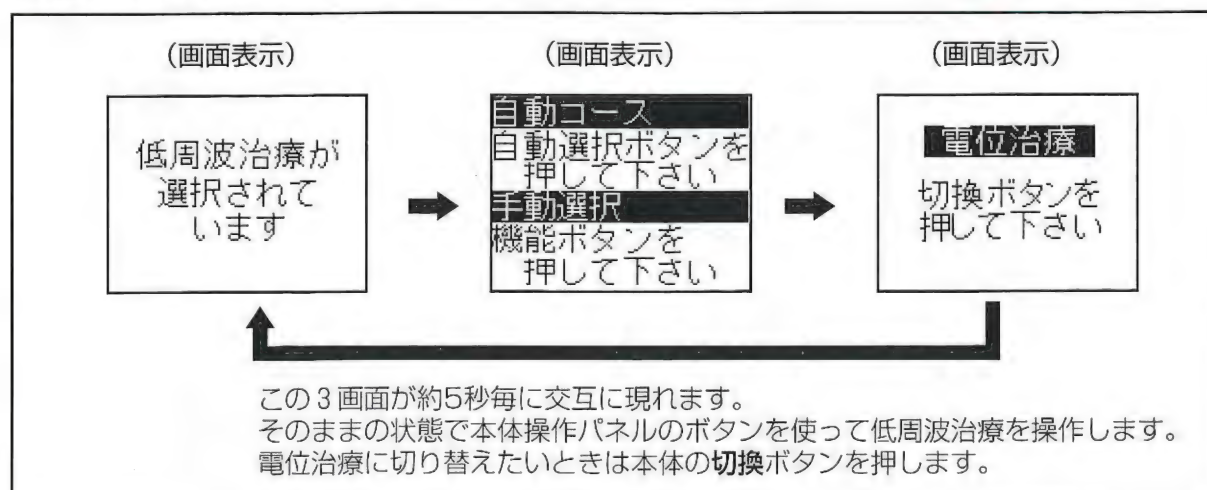 (画面表示)
低周波治療が
選択されて
います
(画面表示)
自動コース
自動選択ボタンを
押して下さい
手動選択
機能ボタンを
押して下さい
(画面表示)
電位治療
切換ボタンを
押して下さい
この3画面が約5秒毎に交互に現れます。
そのままの状態で本体操作パネルのボタンを使って低周波治療を操作します。
電位治療に切り替えたいときは本体の切換ボタンを押します。